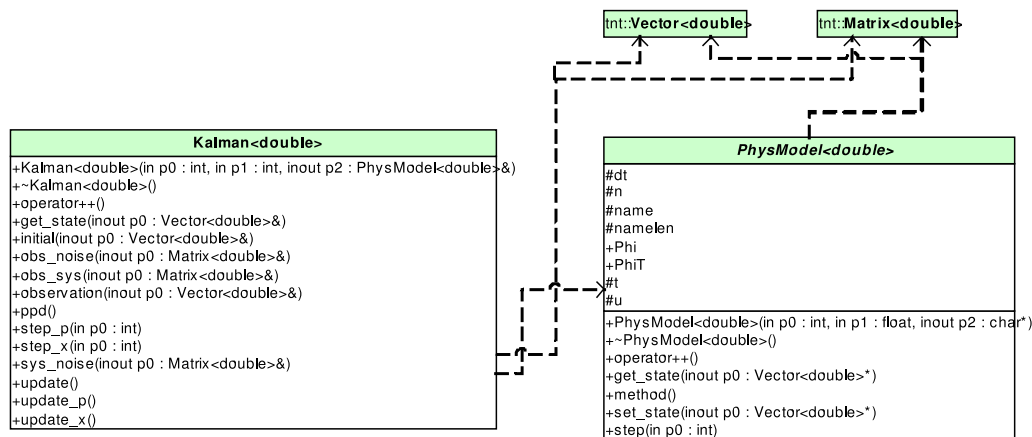 tnt::Vector<double>
tnt::Matrix<double>
Kalman<double>
+Kalman<double>(in p0 : int, in p1 : int, inout p2 : PhysModel<double>&)
+~Kalman<double>()
+operator++()
+get_state(inout p0 : Vector<double>&)
+initial(inout p0 : Vector<double>&)
+obs_noise(inout p0 : Matrix<double>&)
+obs_sys(inout p0 : Matrix<double>&)
+observation(inout p0 : Vector<double>&)
+ppd()
+step_p(in p0 : int)
+step_x(in p0 : int)
+sys_noise(inout p0 : Matrix<double>&)
+update()
+update_p()
+update_x()
PhysModel<double>
#dt
#n
#name
#namelen
+Phi
+PhiT
#t
#u
+PhysModel<double>(in p0 : int, in p1 : float, inout p2 : char*)
+~PhysModel<double>()
+operator++()
+get_state(inout p0 : Vector<double>*)
+method()
+set_state(inout p0 : Vector<double>*)
+step(in p0 : int)